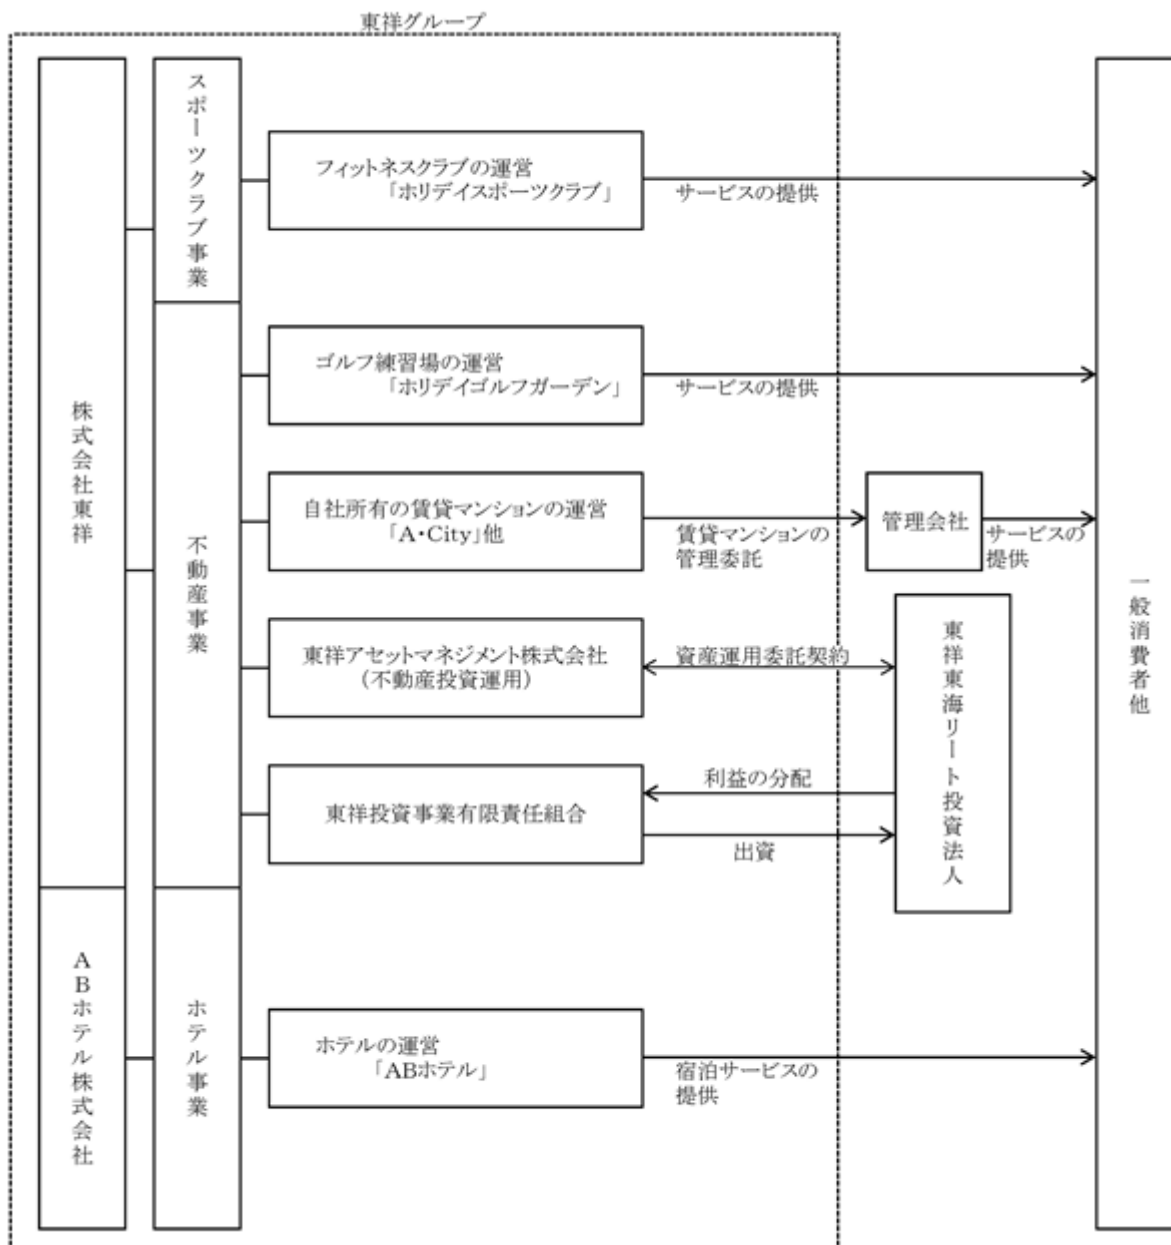 東祥グループ
株式会社東祥
ABホテル株式会社
スポーツクラブ事業
不動産事業
ホテル事業
フィットネスクラブの運営
「ホリデイスポーツクラブ」
サービスの提供
ゴルフ練習場の運営
「ホリデイゴルフガーデン」
サービスの提供
自社所有の賃貸マンションの運営
「A・City」他
賃貸マンションの
管理委託
管理会社
サービスの
提供
東祥アセットマネジメント株式会社
(不動産投資運用)
資産運用委託契約
東祥投資事業有限責任組合
利益の分配
出資
東祥東海リート投資法人
ホテルの運営
「ABホテル」
宿泊サービスの
提供
一般消費者他